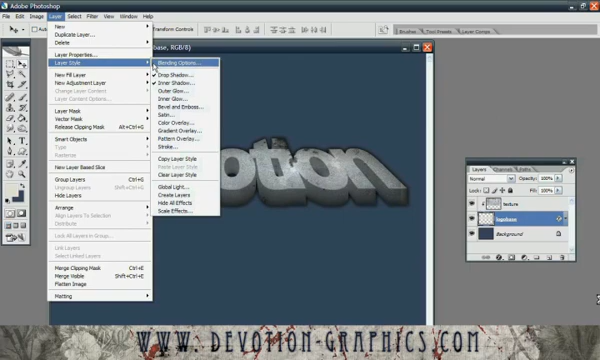 Adobe Photoshop
File Edit Image Layer Select Filter View Window Help
Transform Controls
Brushes Tool Presets Layer Comps
base, RGB/8)
New
Duplicate Layer...
Delete
Layer Properties...
Layer Style
New Fill Layer
New Adjustment Layer
Change Layer Content
Layer Content Options...
Layer Mask
Vector Mask
Release Clipping Mask Alt+Ctrl+G
Smart Objects
Type
Rasterize
New Layer Based Slice
Group Layers Ctrl+G
Ungroup Layers Shift+Ctrl+G
Hide Layers
Arrange
Align Layers To Selection
Distribute
Lock All Layers in Group...
Link Layers
Select Linked Layers
Merge Clipping Mask Ctrl+E
Merge Visible Shift+Ctrl+E
Flatten Image
Matting
Blending Options...
Drop Shadow...
Inner Shadow...
Outer Glow...
Inner Glow...
Bevel and Emboss...
Satin...
Color Overlay...
Gradient Overlay...
Pattern Overlay...
Stroke...
Copy Layer Style
Paste Layer Style
Clear Layer Style
Global Light...
Create Layers
Hide All Effects
Scale Effects...
otion
Layers Channels Paths
Normal Opacity: 100%
Lock: Fill: 100%
texture
logobase
Background
WWW.DEVOTION-GRAPHICS.COM